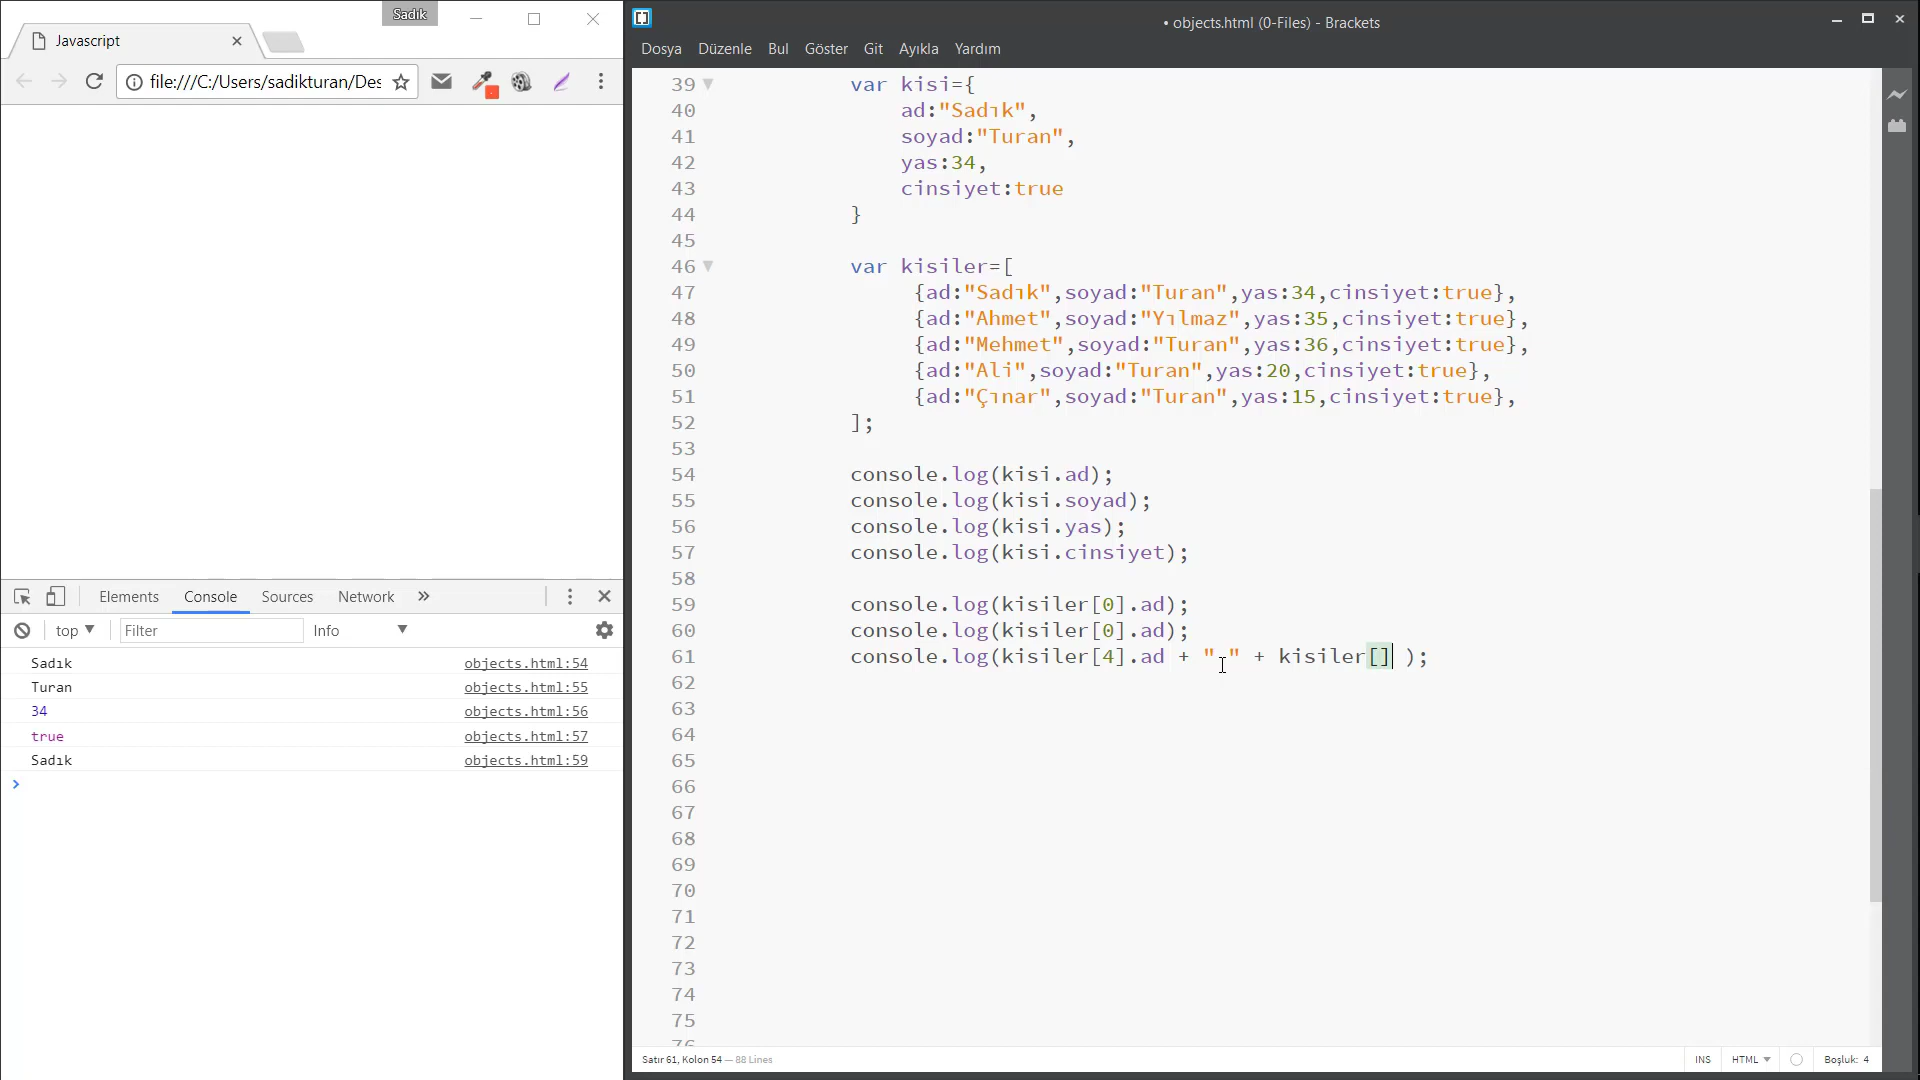 Sadık
Javascript
file:///C:/Users/sadikturan/Des
Elements
Console
Sources
Network
»
top
Filter
Info
Sadık objects.html:54
Turan objects.html:55
34 objects.html:56
true objects.html:57
Sadık objects.html:59
>
• objects.html (0-Files) - Brackets
Dosya Düzenle Bul Göster Git Ayıkla Yardım
39 var kisi={
40 ad:"Sadık",
41 soyad:"Turan",
42 yas:34,
43 cinsiyet:true
44 }
45
46 var kisiler=[
47 {ad:"Sadık",soyad:"Turan",yas:34,cinsiyet:true},
48 {ad:"Ahmet",soyad:"Yılmaz",yas:35,cinsiyet:true},
49 {ad:"Mehmet",soyad:"Turan",yas:36,cinsiyet:true},
50 {ad:"Ali",soyad:"Turan",yas:20,cinsiyet:true},
51 {ad:"Çınar",soyad:"Turan",yas:15,cinsiyet:true},
52 ];
53
54 console.log(kisi.ad);
55 console.log(kisi.soyad);
56 console.log(kisi.yas);
57 console.log(kisi.cinsiyet);
58
59 console.log(kisiler[0].ad);
60 console.log(kisiler[0].ad);
61 console.log(kisiler[4].ad + " " + kisiler[] );
62
63
64
65
66
67
68
69
70
71
72
73
74
75
Satır 61, Kolon 54 — 88 Lines
INS HTML Boşluk: 4